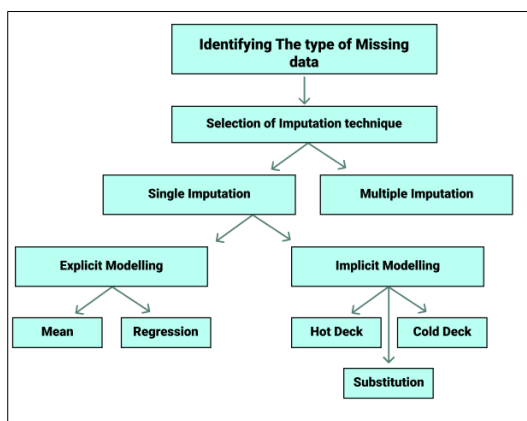 Identifying The type of Missing
data
Selection of Imputation technique
Single Imputation
Multiple Imputation
Explicit Modelling
Implicit Modelling
Mean
Regression
Hot Deck
Cold Deck
Substitution